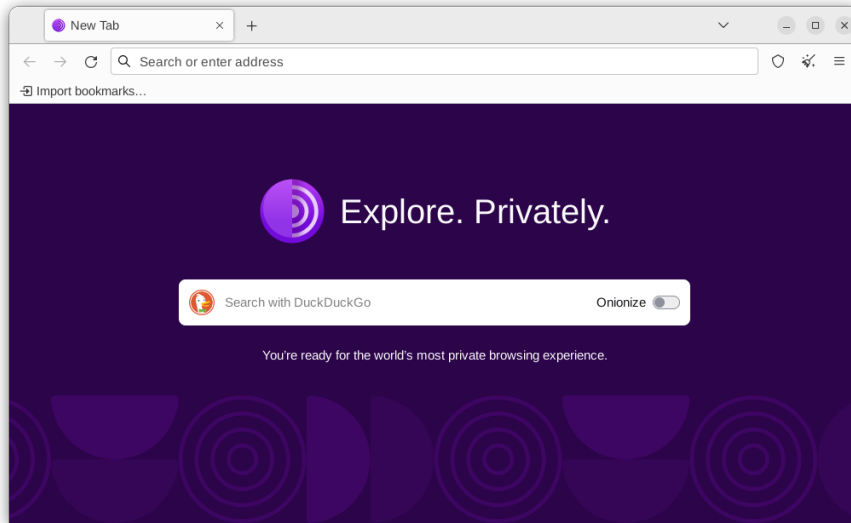 New Tab
Search or enter address
Import bookmarks…
Explore. Privately.
Search with DuckDuckGo
Onionize
You're ready for the world's most private browsing experience.